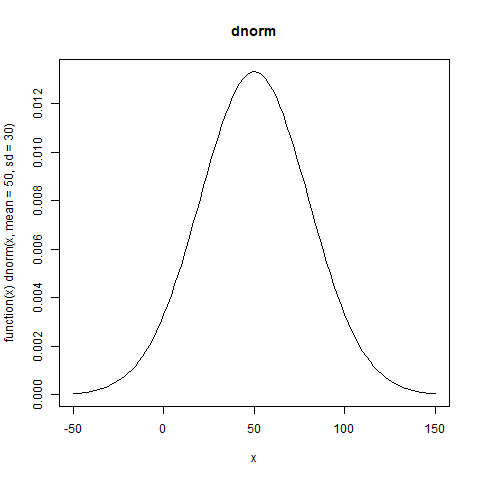 dnorm
function(x) dnorm(x, mean = 50, sd = 30)
0.012
0.010
0.008
0.006
0.004
0.002
0.000
-50 0 50 100 150
x